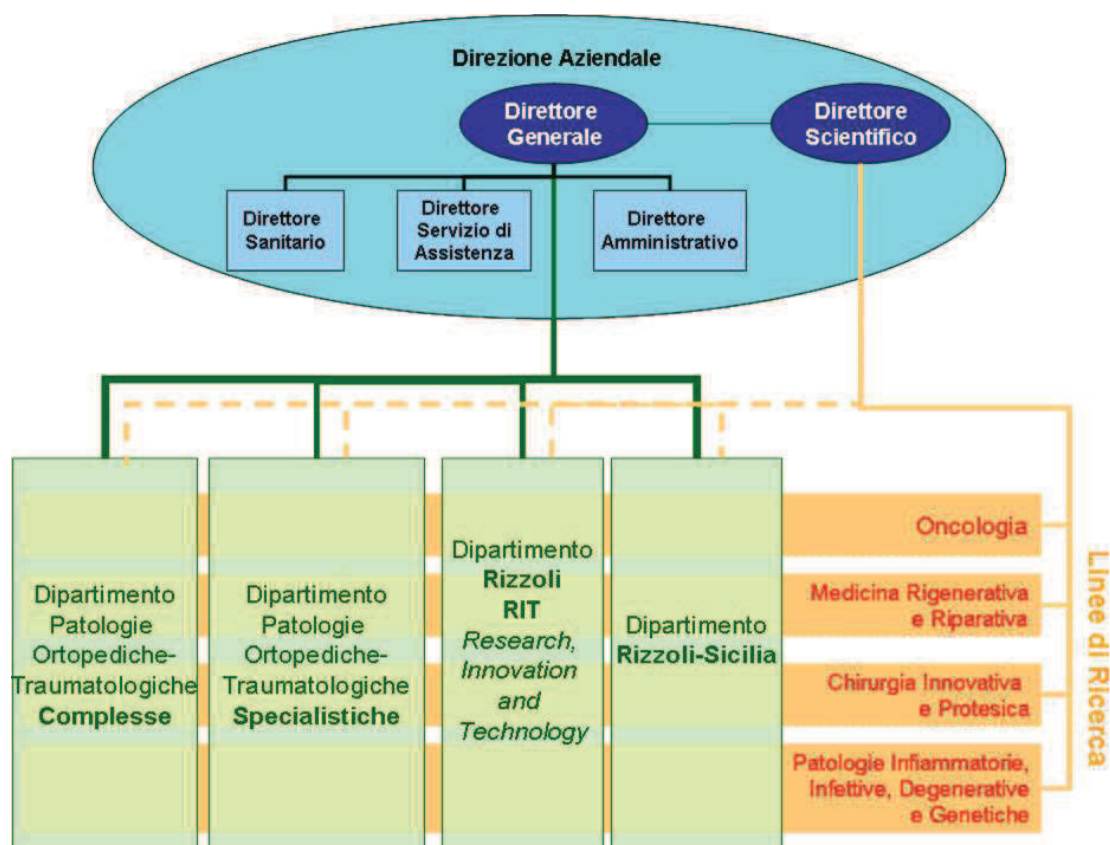 Direzione Aziendale
Direttore
Generale
Direttore
Scientifico
Direttore
Sanitario
Direttore
Servizio di
Assistenza
Direttore
Amministrativo
Dipartimento
Patologie
Ortopediche-
Traumatologiche
Complesse
Dipartimento
Patologie
Ortopediche-
Traumatologiche
Specialistiche
Dipartimento
Rizzoli
RIT
Research,
Innovation
and
Technology
Dipartimento
Rizzoli-Sicilia
Oncologia
Medicina Rigenerativa
e Riparativa
Chirurgia Innovativa
e Protesica
Patologie Infiammatorie,
Infettive, Degenerative
e Genetiche
Linee di Ricerca